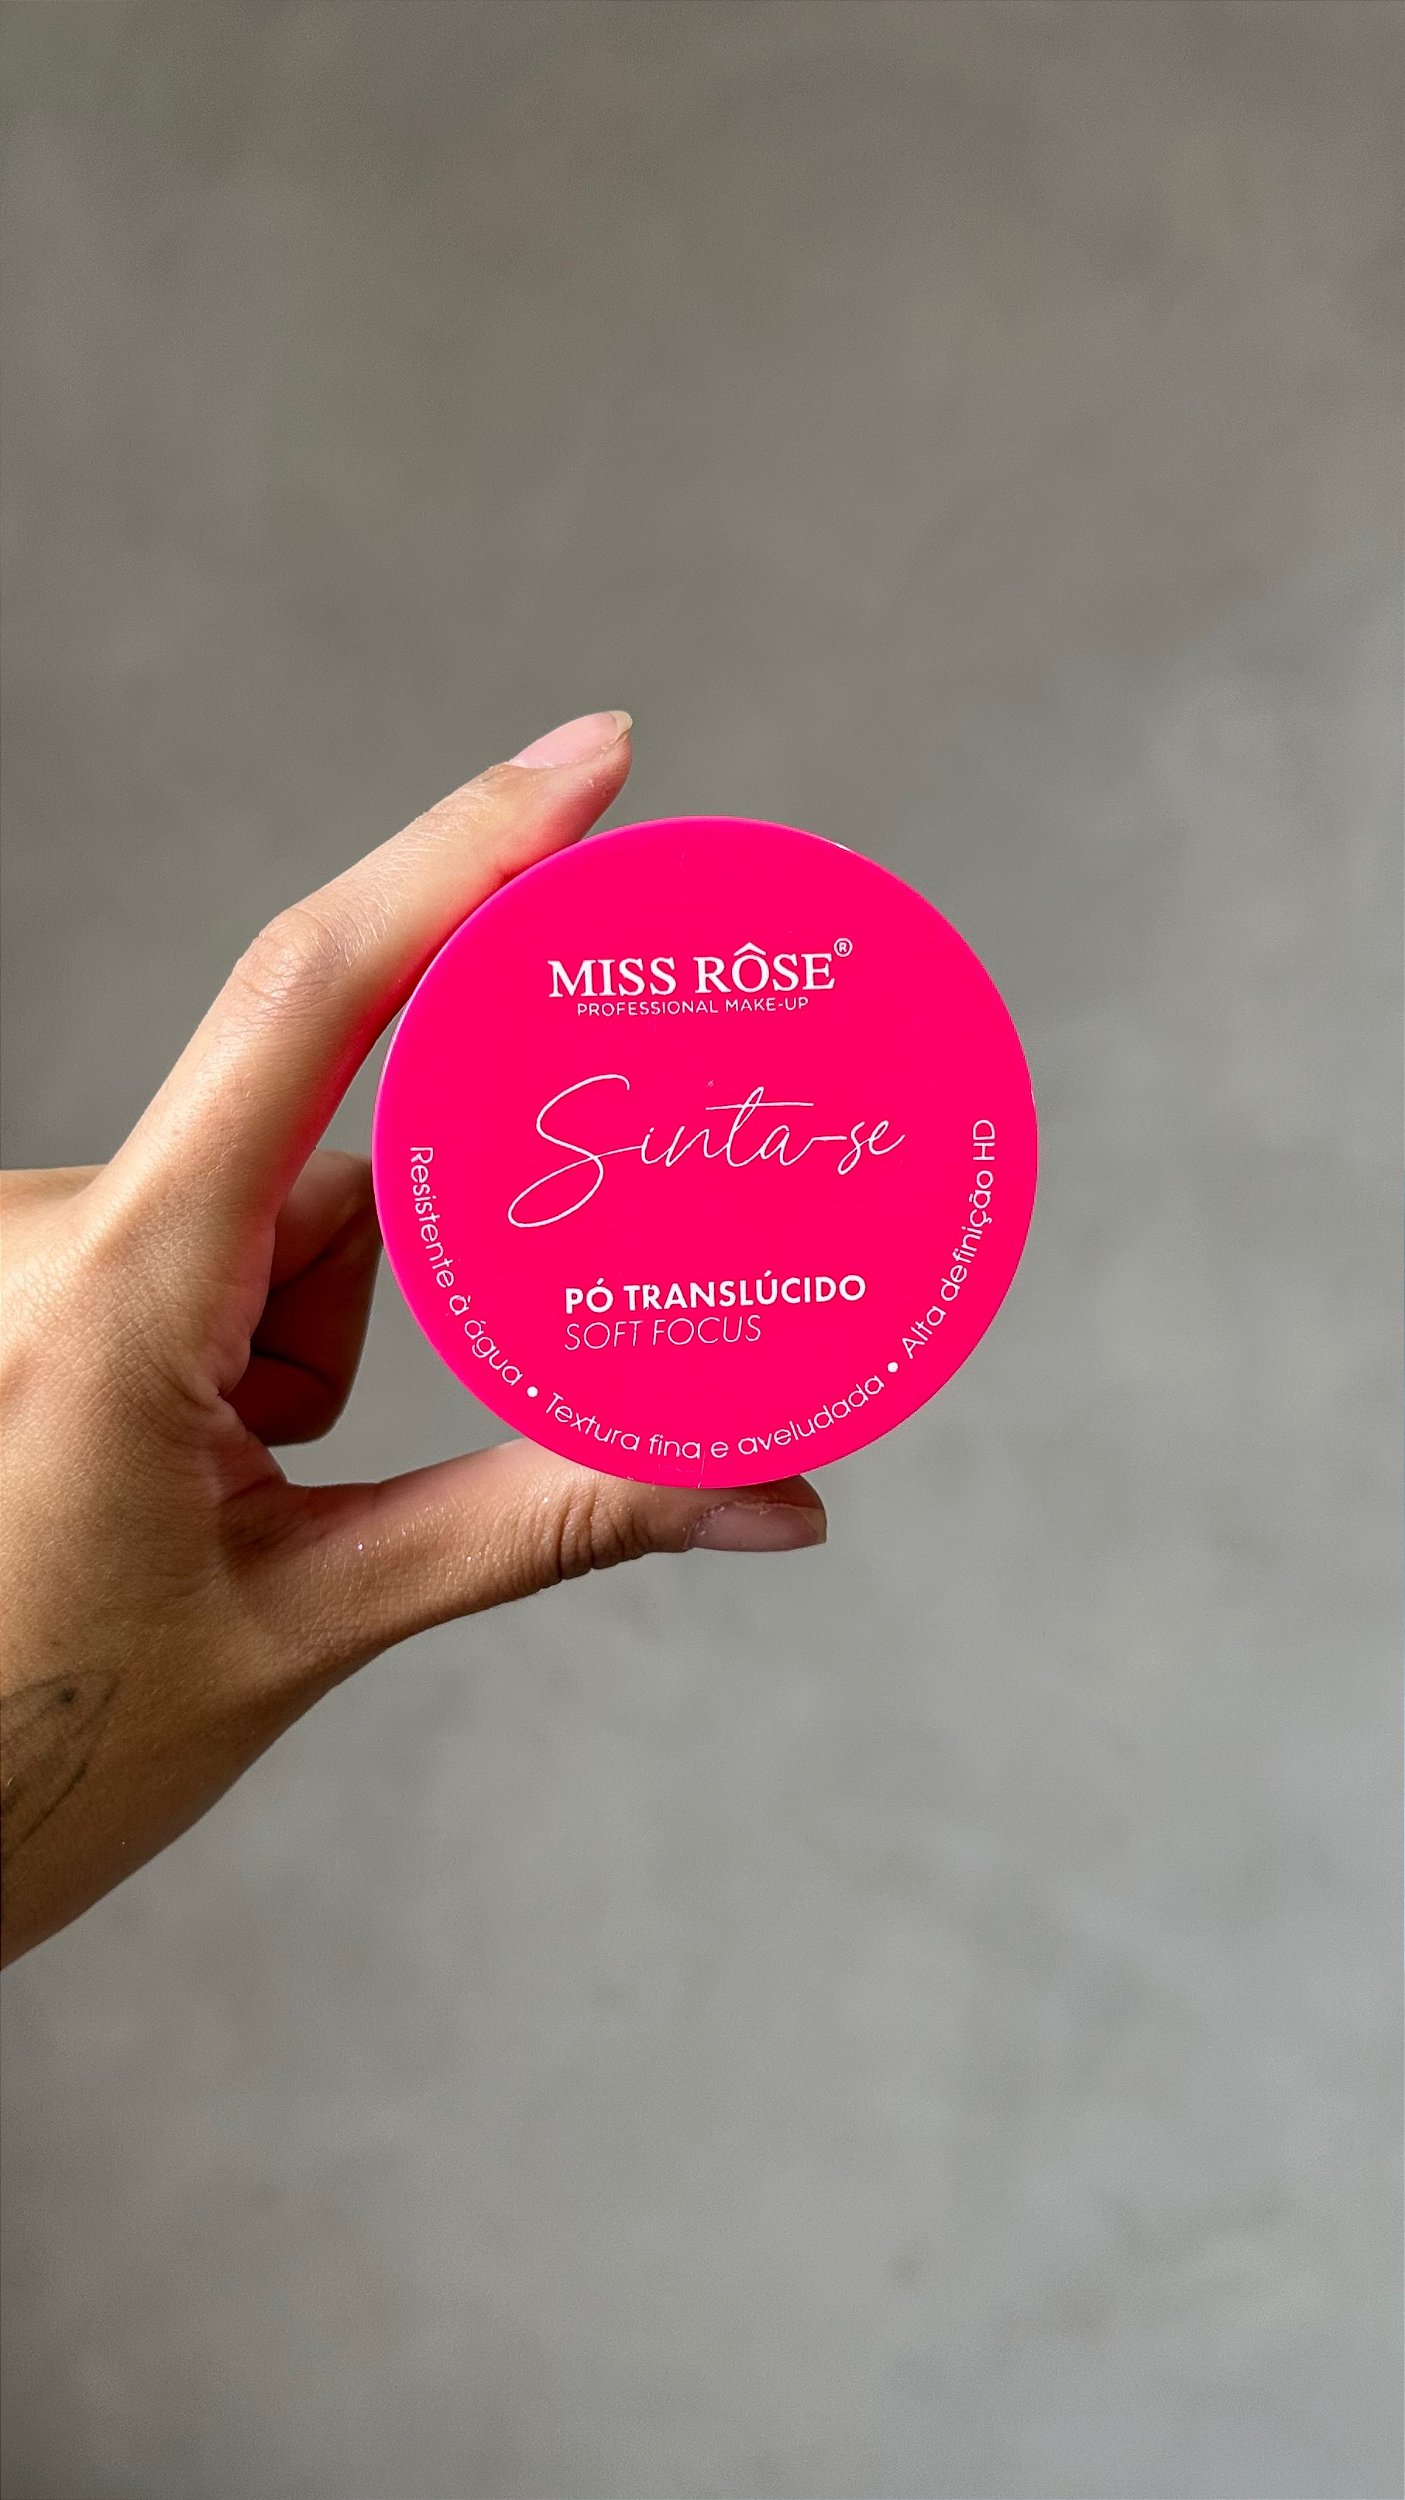 MISS RÔSE®
PROFESSIONAL MAKE-UP
Sinta-se
PÓ TRANSLÚCIDO
SOFT FOCUS
Resistente à água • Textura fina e aveludada • Alta definição HD